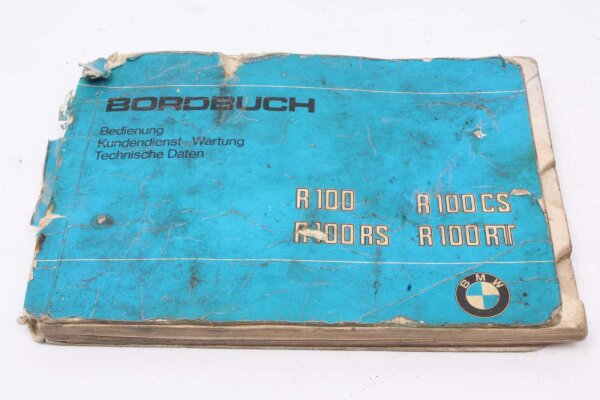 BORDBUCH
Bedienung
Kundendienst · Wartung
Technische Daten
R 100 R 100 CS
R 100 RS R 100 RT
BMW